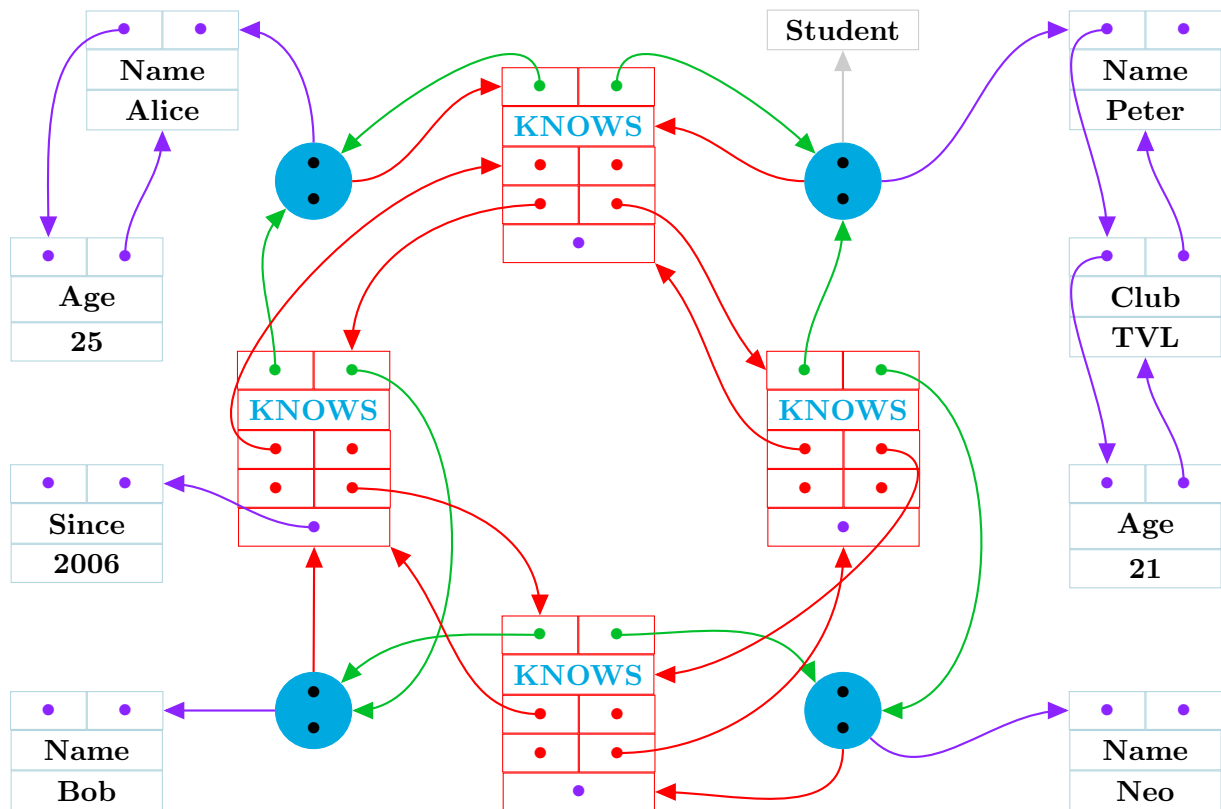 Student
Name
Alice
KNOWS
Name
Peter
Age
25
Club
TVL
KNOWS
KNOWS
Since
2006
Age
21
KNOWS
Name
Bob
Name
Neo